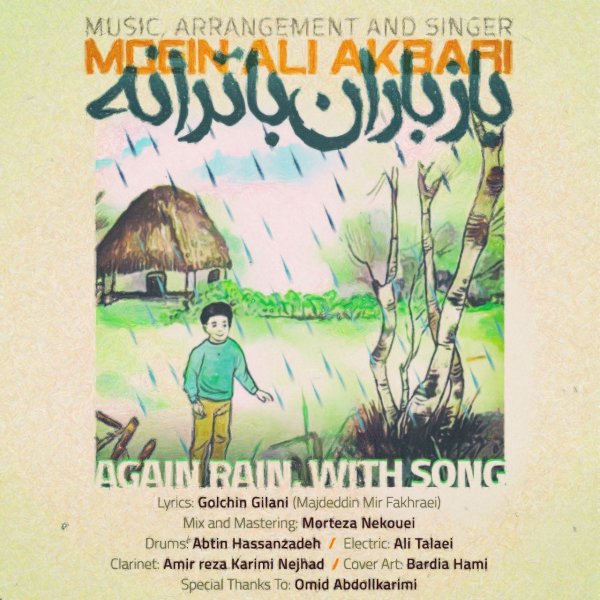 MUSIC, ARRANGEMENT AND SINGER
MOEIN ALI AKBARI
باز باران با ترانه
AGAIN RAIN, WITH SONG
Lyrics: Golchin Gilani (Majdeddin Mir Fakhraei)
Mix and Mastering: Morteza Nekouei
Drums: Abtin Hassanzadeh / Electric: Ali Talaei
Clarinet: Amir reza Karimi Nejhad / Cover Art: Bardia Hami
Special Thanks To: Omid Abdollkarimi